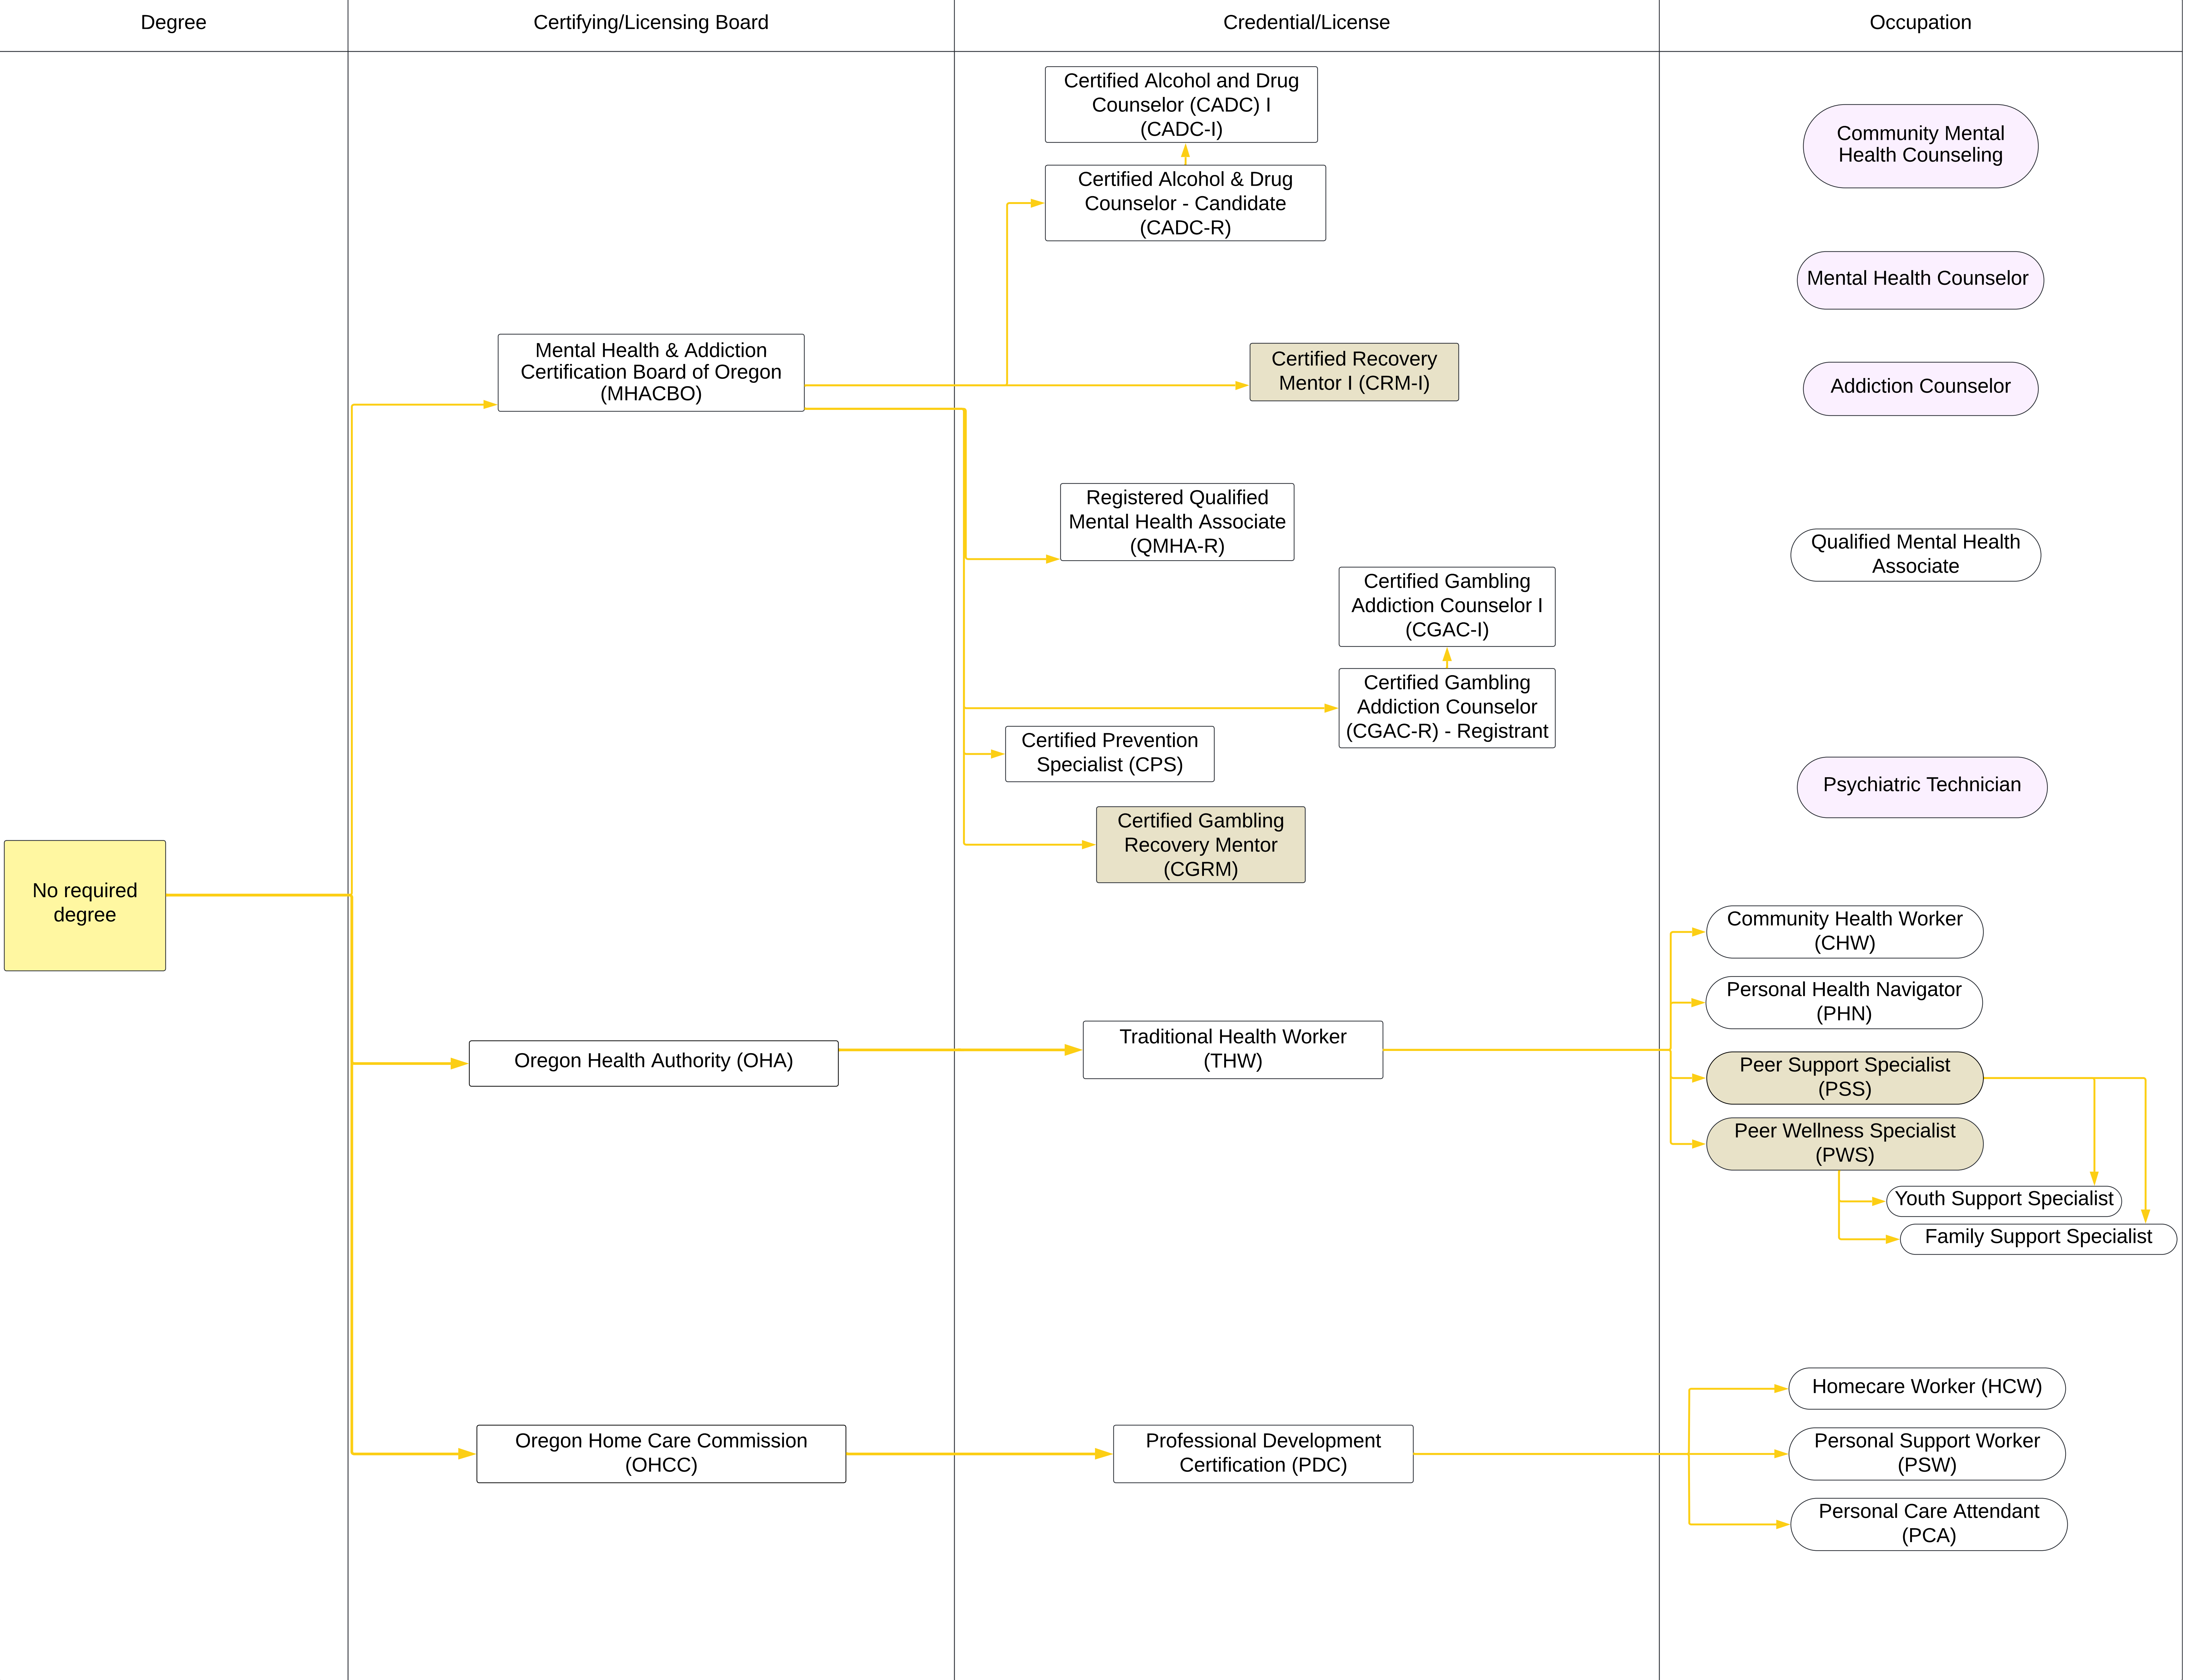 Degree
Certifying/Licensing Board
Credential/License
Occupation
Certified Alcohol and Drug
Counselor (CADC) I
(CADC-I)
Certified Alcohol & Drug
Counselor - Candidate
(CADC-R)
Community Mental
Health Counseling
Mental Health Counselor
Mental Health & Addiction
Certification Board of Oregon
(MHACBO)
Certified Recovery
Mentor I (CRM-I)
Addiction Counselor
Registered Qualified
Mental Health Associate
(QMHA-R)
Qualified Mental Health
Associate
Certified Gambling
Addiction Counselor I
(CGAC-I)
Certified Gambling
Addiction Counselor
(CGAC-R) - Registrant
Certified Prevention
Specialist (CPS)
Psychiatric Technician
Certified Gambling
Recovery Mentor
(CGRM)
No required
degree
Community Health Worker
(CHW)
Personal Health Navigator
(PHN)
Oregon Health Authority (OHA)
Traditional Health Worker
(THW)
Peer Support Specialist
(PSS)
Peer Wellness Specialist
(PWS)
Youth Support Specialist
Family Support Specialist
Homecare Worker (HCW)
Oregon Home Care Commission
(OHCC)
Professional Development
Certification (PDC)
Personal Support Worker
(PSW)
Personal Care Attendant
(PCA)